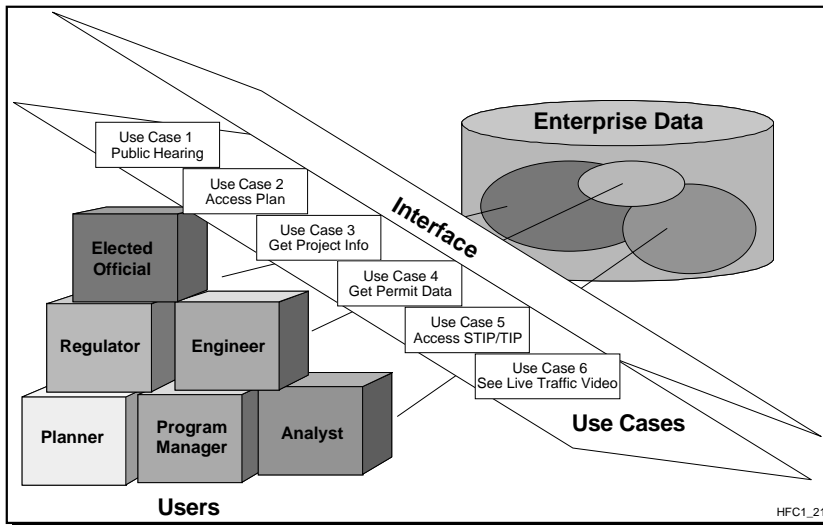 Enterprise Data
Interface
Use Case 1
Public Hearing
Use Case 2
Access Plan
Use Case 3
Get Project Info
Use Case 4
Get Permit Data
Use Case 5
Access STIP/TIP
Use Case 6
See Live Traffic Video
Use Cases
Elected
Official
Regulator
Engineer
Planner
Program
Manager
Analyst
Users
HFC1_21